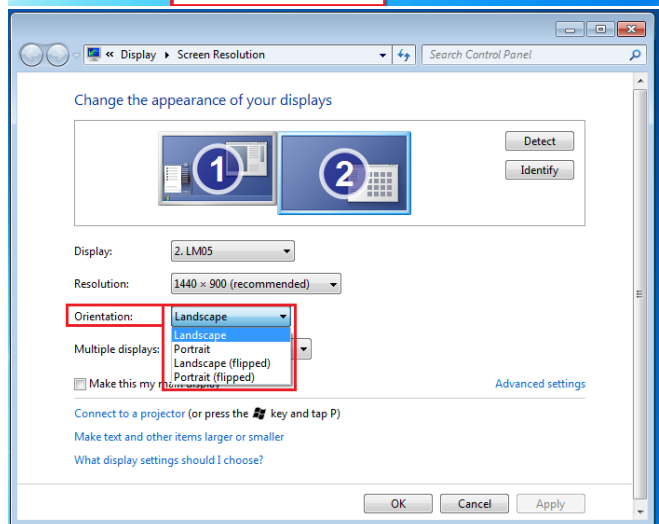 « Display ▸ Screen Resolution
Search Control Panel
Change the appearance of your displays
1
2
Detect
Identify
Display:
2. LM05
Resolution:
1440 × 900 (recommended)
Orientation:
Landscape
Landscape
Portrait
Landscape (flipped)
Portrait (flipped)
Multiple displays:
Make this my main display
Advanced settings
Connect to a projector (or press the key and tap P)
Make text and other items larger or smaller
What display settings should I choose?
OK
Cancel
Apply